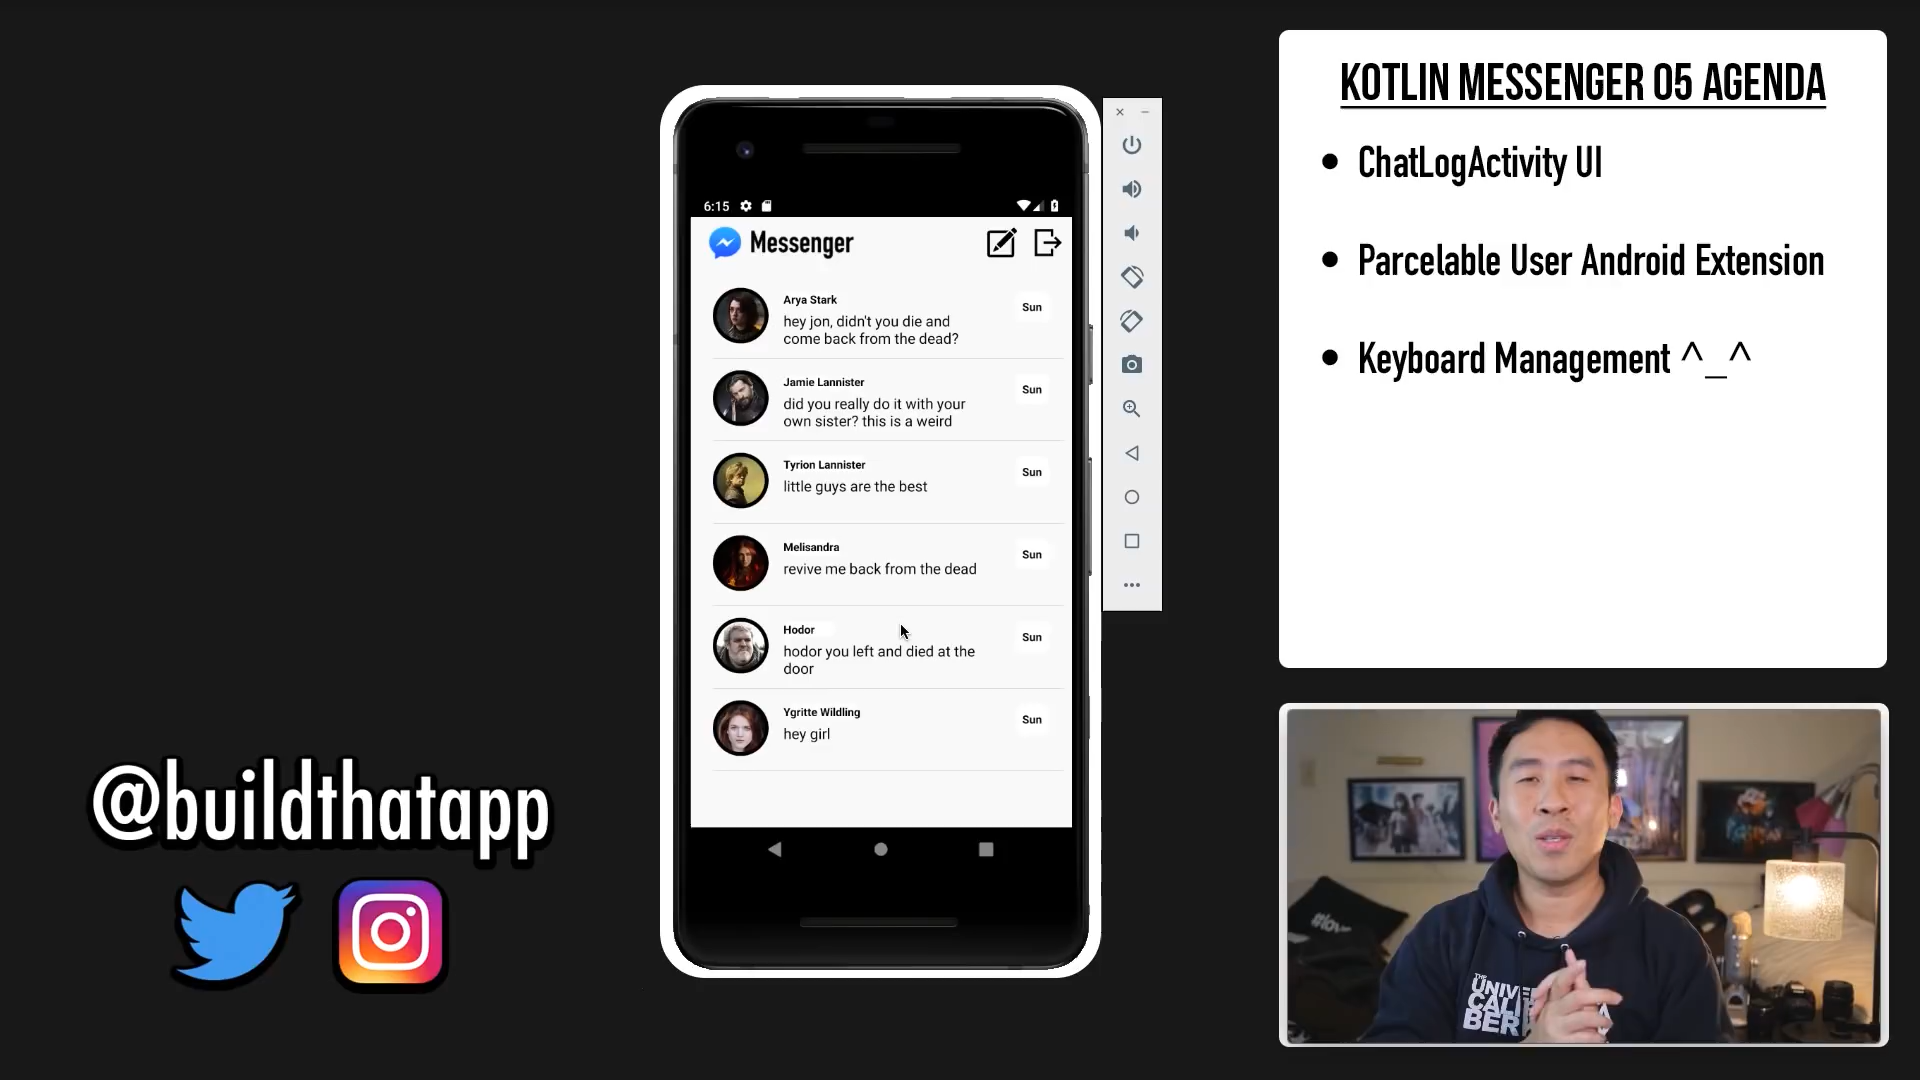 6:15
Messenger
Arya Stark
Sun
hey jon, didn't you die and
come back from the dead?
Jamie Lannister
Sun
did you really do it with your
own sister? this is a weird
Tyrion Lannister
Sun
little guys are the best
Melisandra
Sun
revive me back from the dead
Hodor
Sun
hodor you left and died at the
door
Ygritte Wildling
Sun
hey girl
@buildthatapp
KOTLIN MESSENGER 05 AGENDA
• ChatLogActivity UI
• Parcelable User Android Extension
• Keyboard Management ^_^
#love
THE